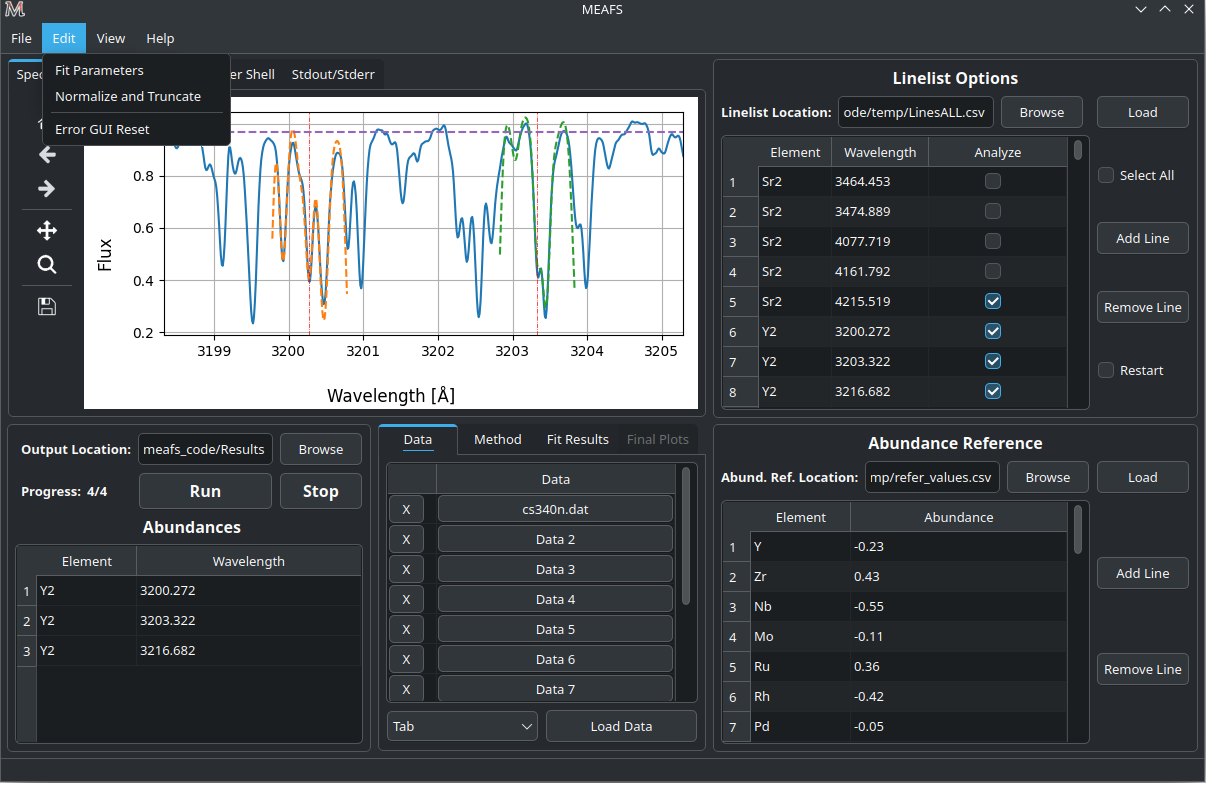 MEAFS
File Edit View Help
Fit Parameters
Normalize and Truncate
Error GUI Reset
Spec er Shell Stdout/Stderr
0.8
0.6
0.4
0.2
Flux
3199 3200 3201 3202 3203 3204 3205
Wavelength [Å]
Linelist Options
Linelist Location: ode/temp/LinesALL.csv Browse Load
Element Wavelength Analyze
1 Sr2 3464.453
2 Sr2 3474.889
3 Sr2 4077.719
4 Sr2 4161.792
5 Sr2 4215.519
6 Y2 3200.272
7 Y2 3203.322
8 Y2 3216.682
Select All
Add Line
Remove Line
Restart
Output Location: meafs_code/Results Browse
Progress: 4/4 Run Stop
Abundances
Element Wavelength
1 Y2 3200.272
2 Y2 3203.322
3 Y2 3216.682
Data Method Fit Results Final Plots
Data
X cs340n.dat
X Data 2
X Data 3
X Data 4
X Data 5
X Data 6
X Data 7
Tab Load Data
Abundance Reference
Abund. Ref. Location: mp/refer_values.csv Browse Load
Element Abundance
1 Y -0.23
2 Zr 0.43
3 Nb -0.55
4 Mo -0.11
5 Ru 0.36
6 Rh -0.42
7 Pd -0.05
Add Line
Remove Line